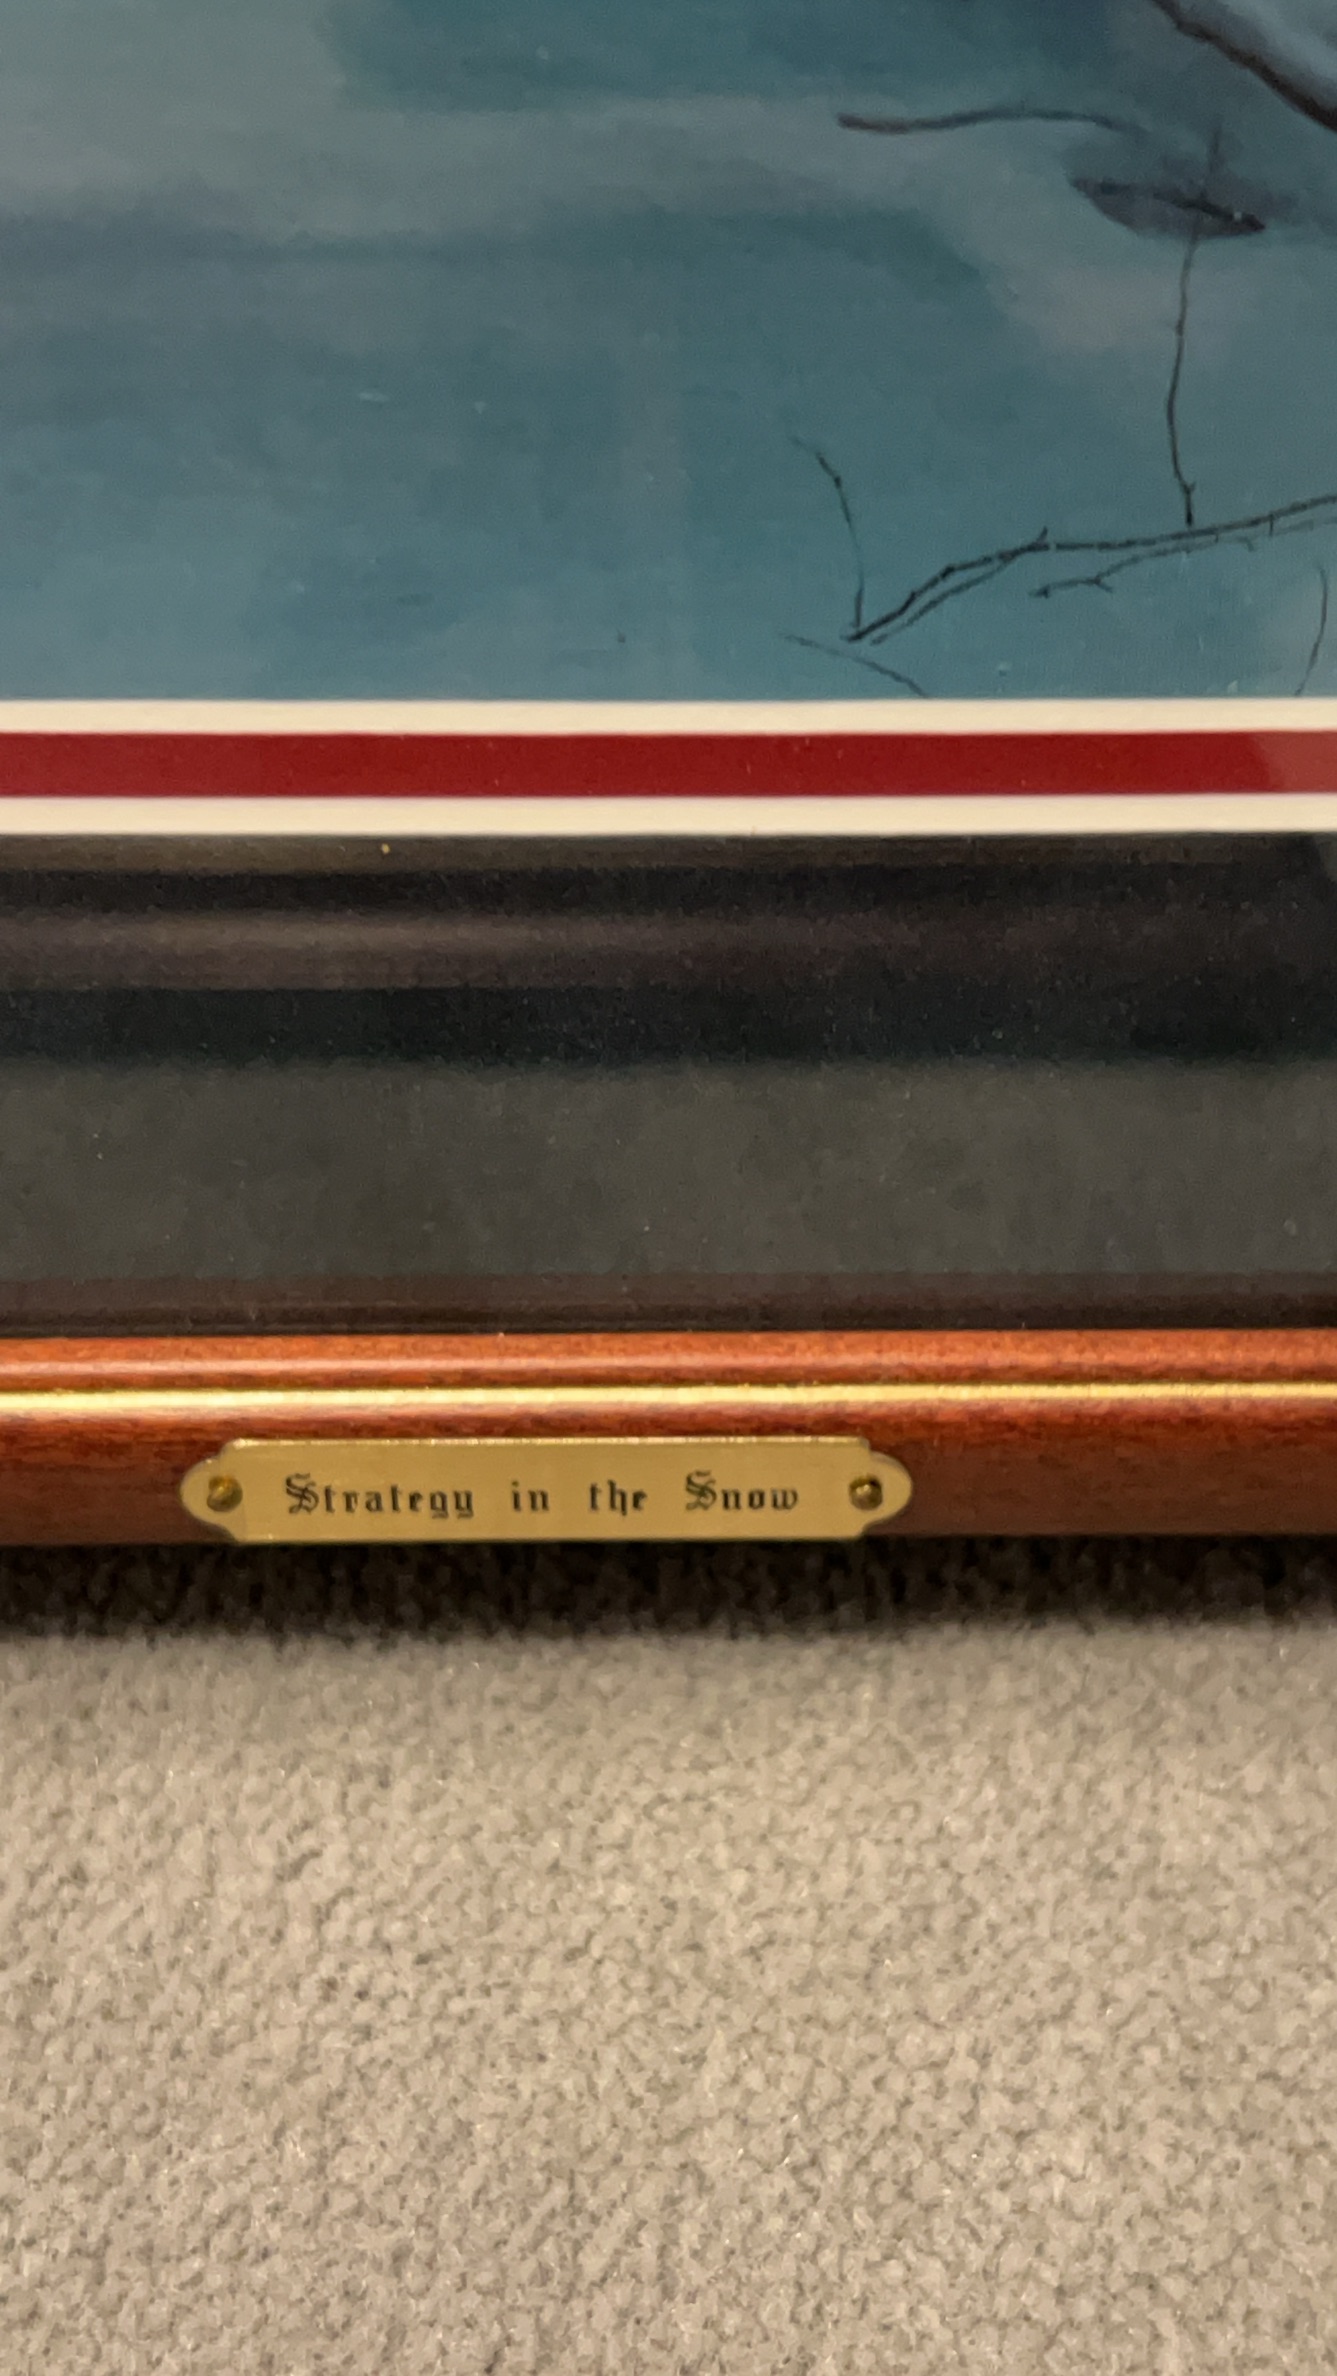 Strategy in the Snow